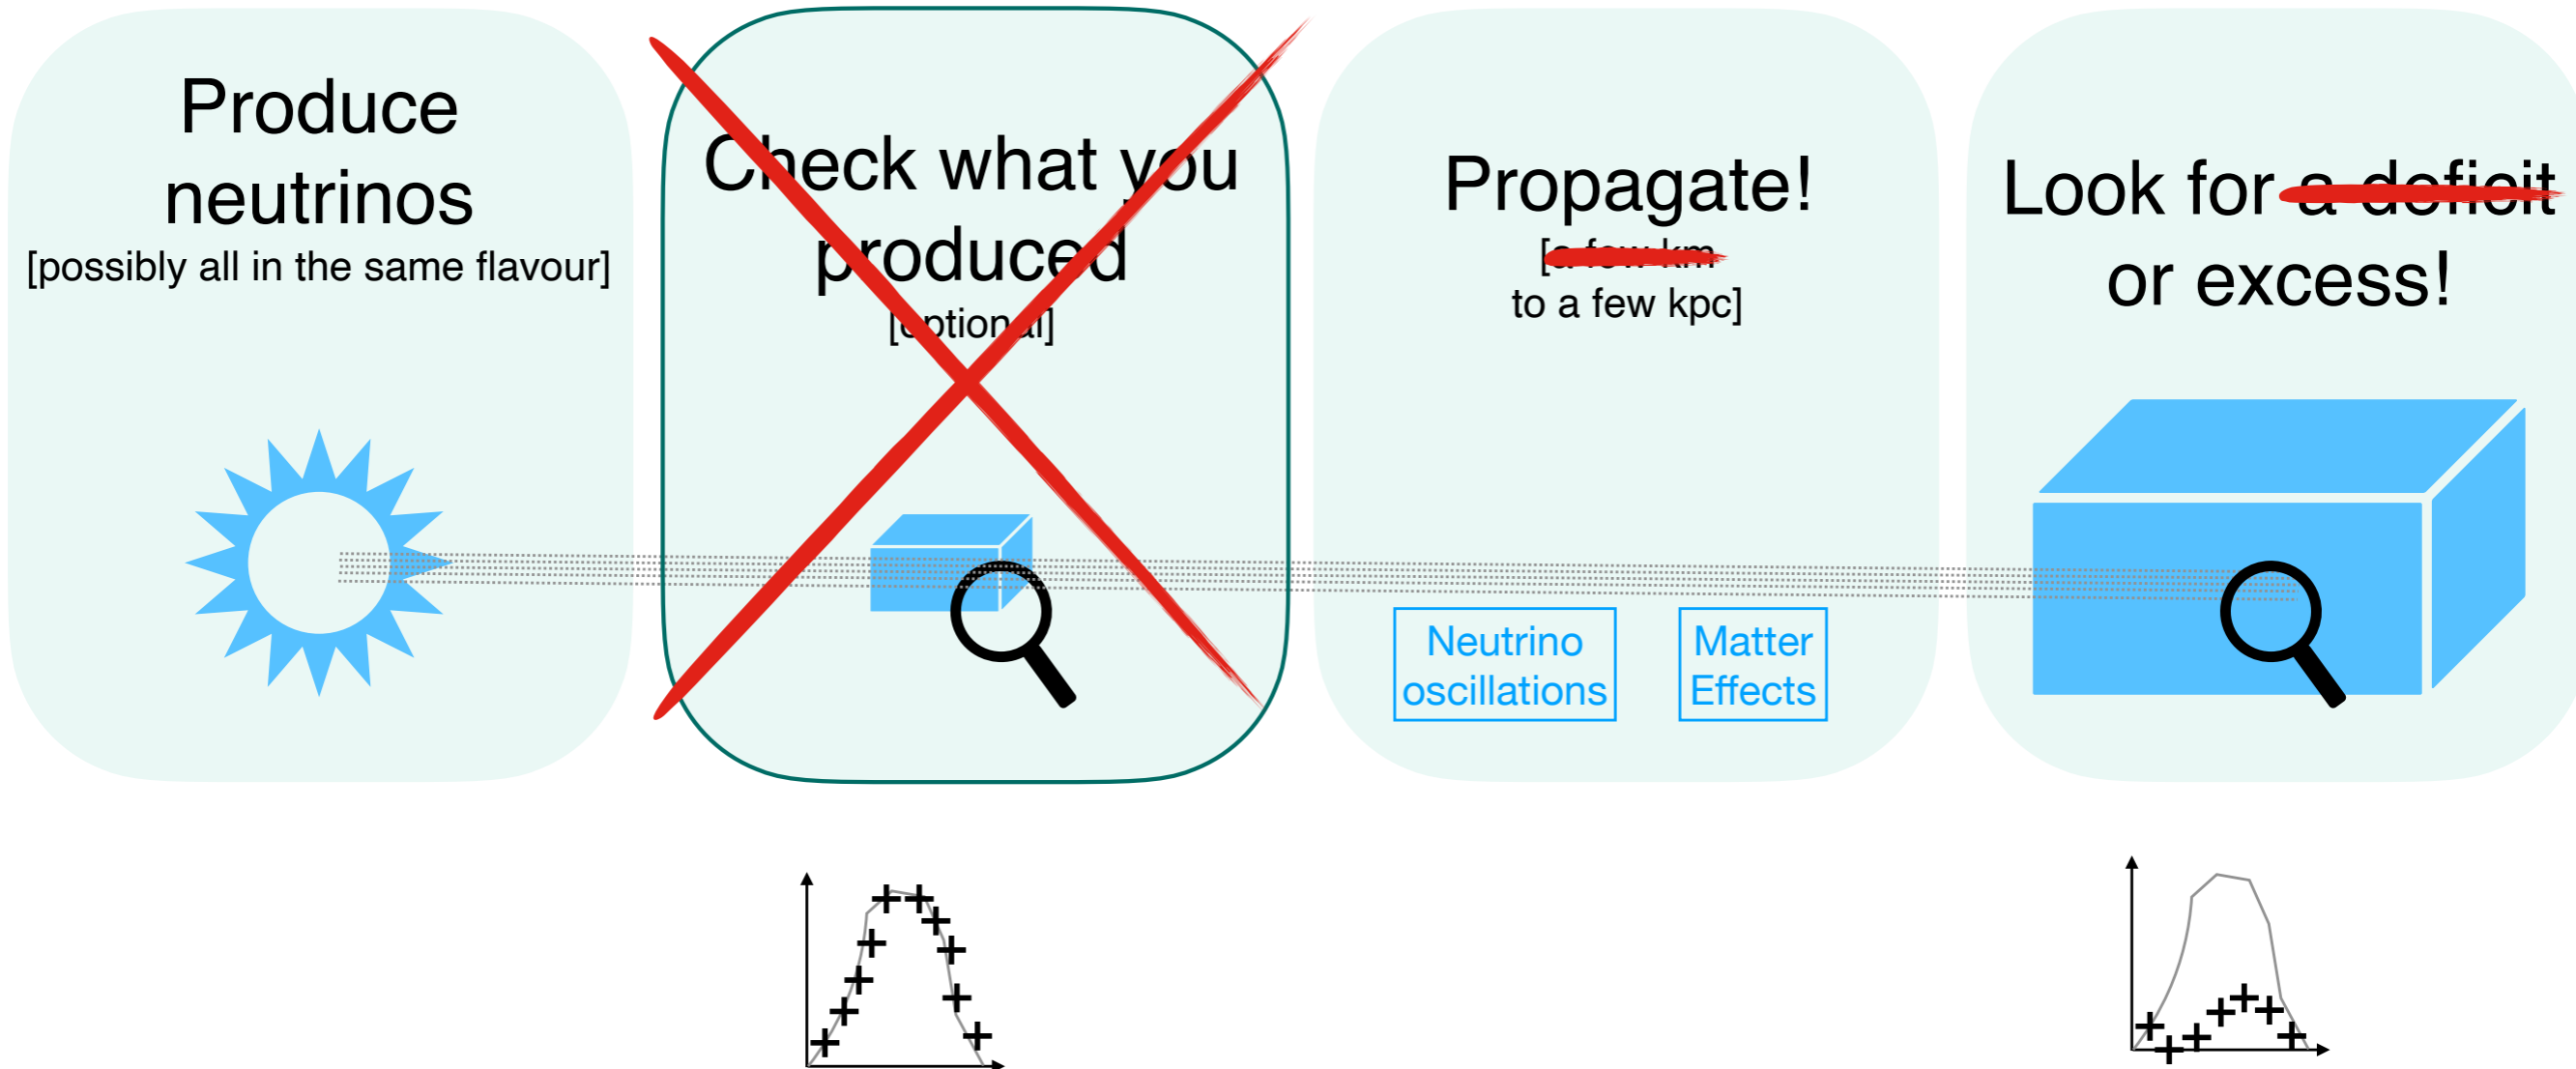 Produce
neutrinos
[possibly all in the same flavour]
Check what you
produced
[optional]
Propagate!
[a few km
to a few kpc]
Neutrino
oscillations
Matter
Effects
Look for a deficit
or excess!